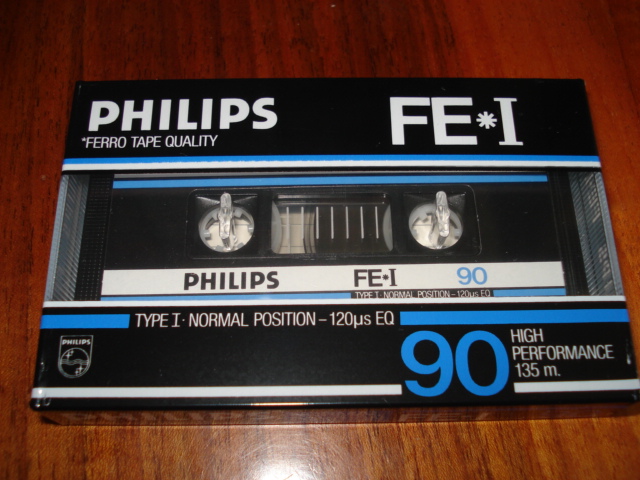 PHILIPS
FE*I
*FERRO TAPE QUALITY
PHILIPS FE*I 90
TYPE I · NORMAL POSITION – 120µs EQ
TYPE I · NORMAL POSITION – 120µs EQ
PHILIPS
90
HIGH
PERFORMANCE
135 m.